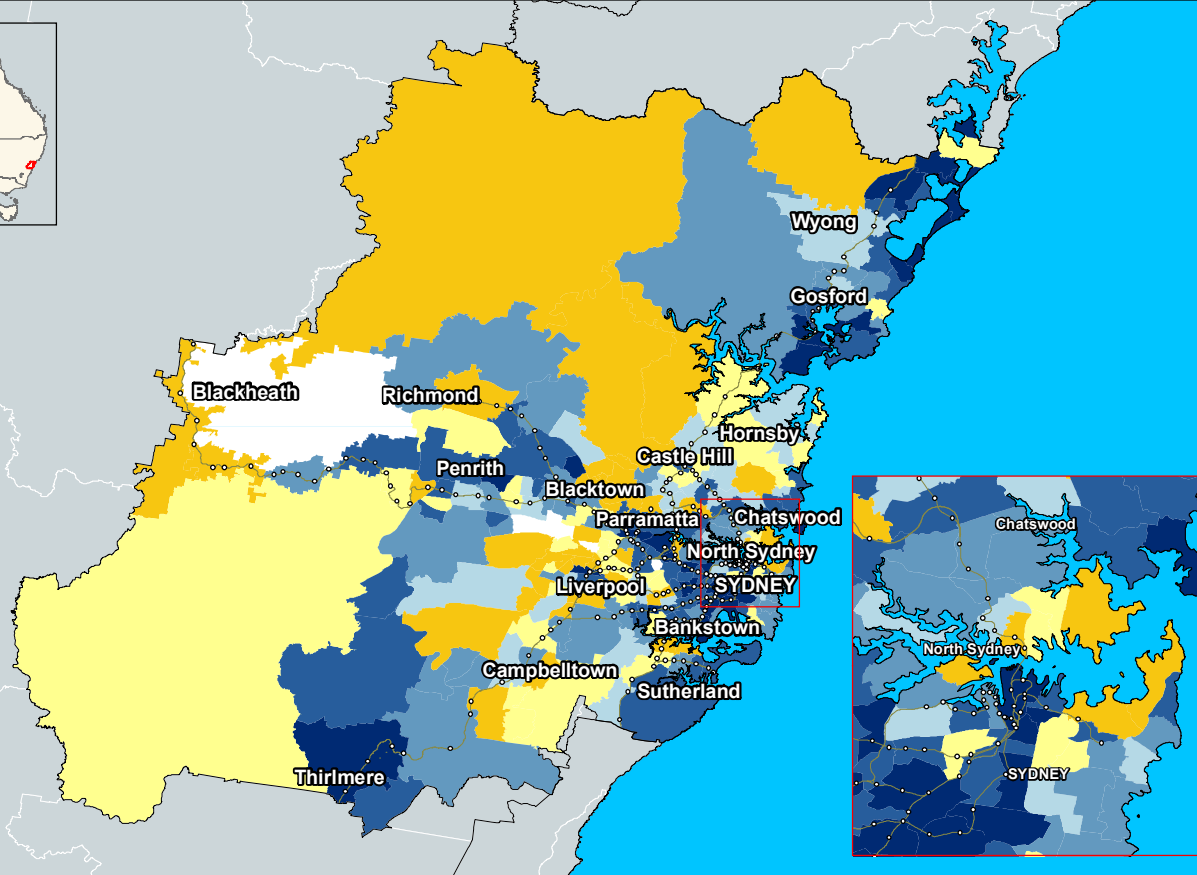 Wyong
Gosford
Blackheath
Richmond
Hornsby
Castle Hill
Penrith
Blacktown
Parramatta
Chatswood
North Sydney
Liverpool
SYDNEY
Bankstown
Campbelltown
Sutherland
Thirlmere
Chatswood
North Sydney
SYDNEY